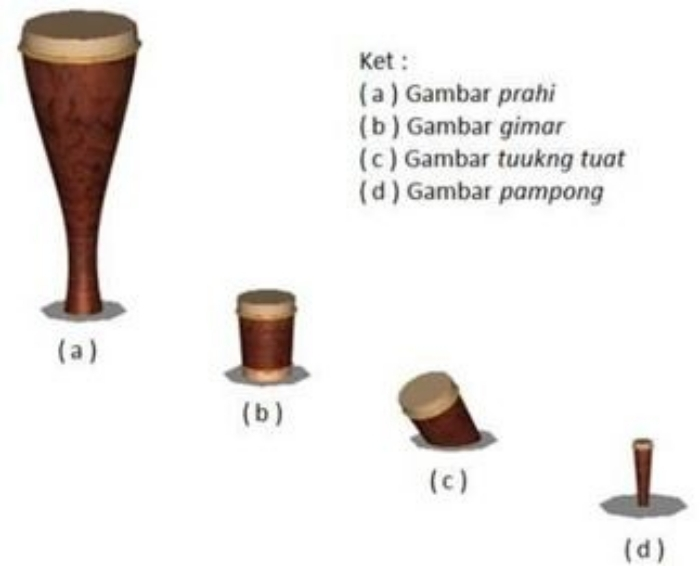 Ket :
( a ) Gambar prahi
( b ) Gambar gimar
( c ) Gambar tuukng tuat
( d ) Gambar pampong
( a )
( b )
( c )
( d )